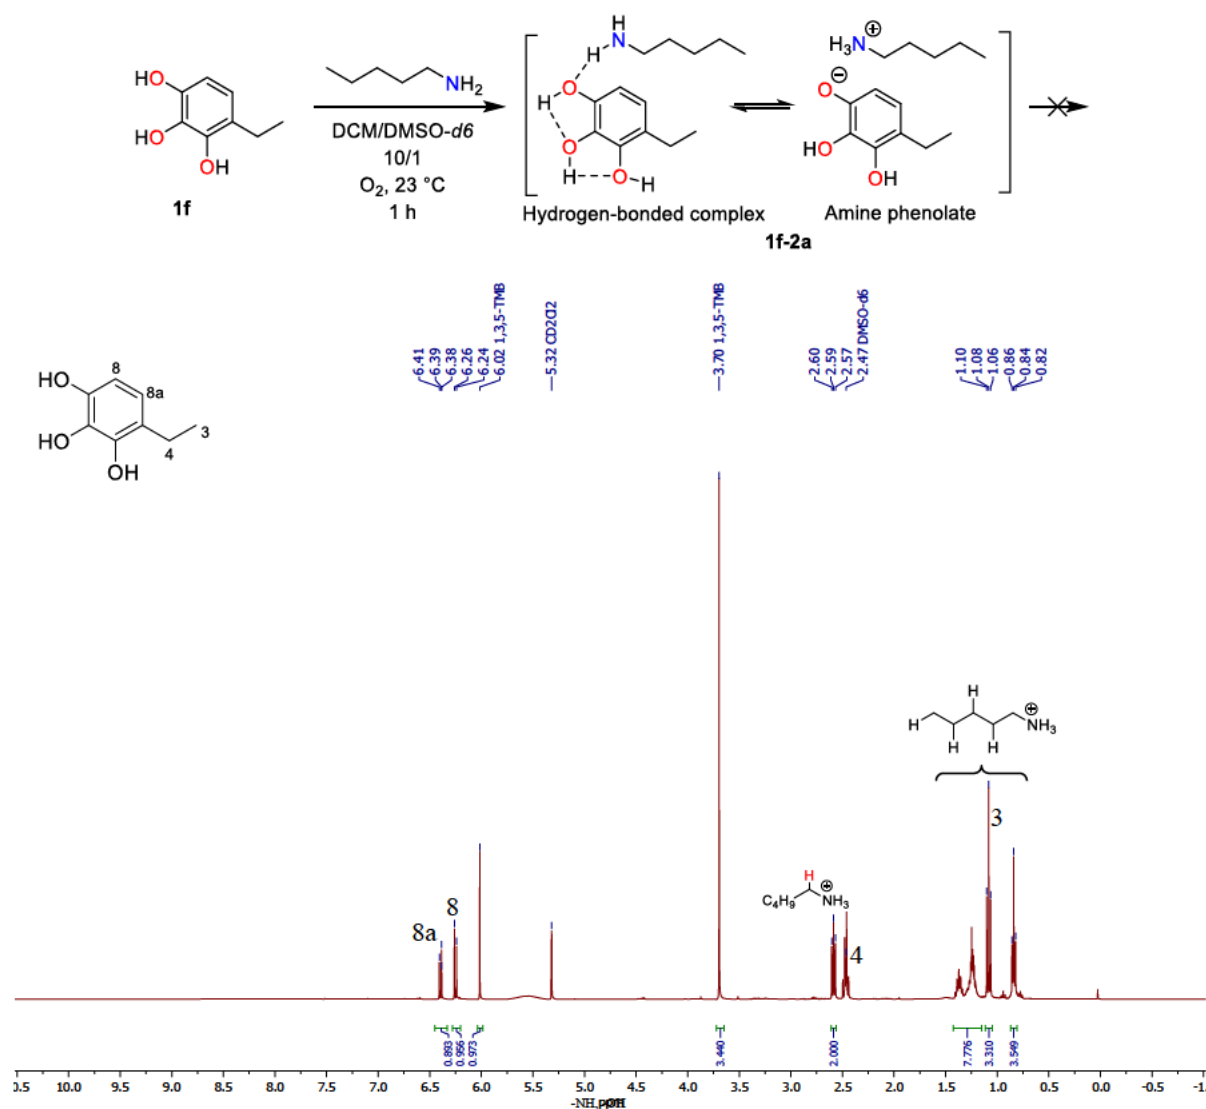 HO
HO
OH
1f
NH2
DCM/DMSO-d6
10/1
O2, 23 °C
1 h
H
H N
O
H
O
H
O
H
Hydrogen-bonded complex
H3N ⊕
⊖
O
HO
OH
Amine phenolate
1f-2a
6.41
6.39
6.38
6.26
6.24
6.02 1,3,5-TMB
5.32 CD2Cl2
3.70 1,3,5-TMB
2.60
2.59
2.57
2.47 DMSO-d6
1.10
1.08
1.06
0.86
0.84
0.82
8
HO
8a
HO
3
OH
4
H
H
⊕
NH3
H
H
3
H
⊕
C4H9
NH3
8
8a
4
0.893
0.956
0.973
3.440
2.000
7.776
3.310
3.549
0.5 10.0 9.5 9.0 8.5 8.0 7.5 7.0 6.5 6.0 5.5 5.0 4.5 4.0 3.5 3.0 2.5 2.0 1.5 1.0 0.5 0.0 -0.5 -1.